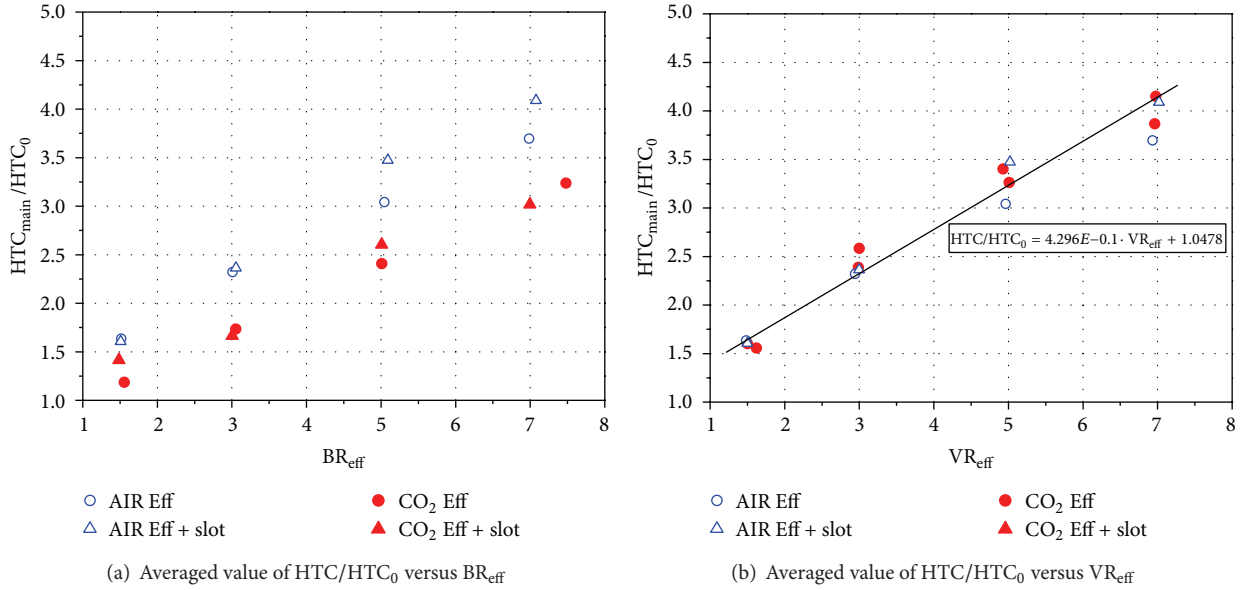 5.0
4.5
4.0
3.5
3.0
2.5
2.0
1.5
1.0
HTC_main/HTC_0
1 2 3 4 5 6 7 8
BR_eff
AIR Eff
CO_2 Eff
AIR Eff + slot
CO_2 Eff + slot
(a) Averaged value of HTC/HTC_0 versus BR_eff
5.0
4.5
4.0
3.5
3.0
2.5
2.0
1.5
1.0
HTC_main/HTC_0
HTC/HTC_0 = 4.296E−0.1· VR_eff + 1.0478
1 2 3 4 5 6 7 8
VR_eff
AIR Eff
CO_2 Eff
AIR Eff + slot
CO_2 Eff + slot
(b) Averaged value of HTC/HTC_0 versus VR_eff